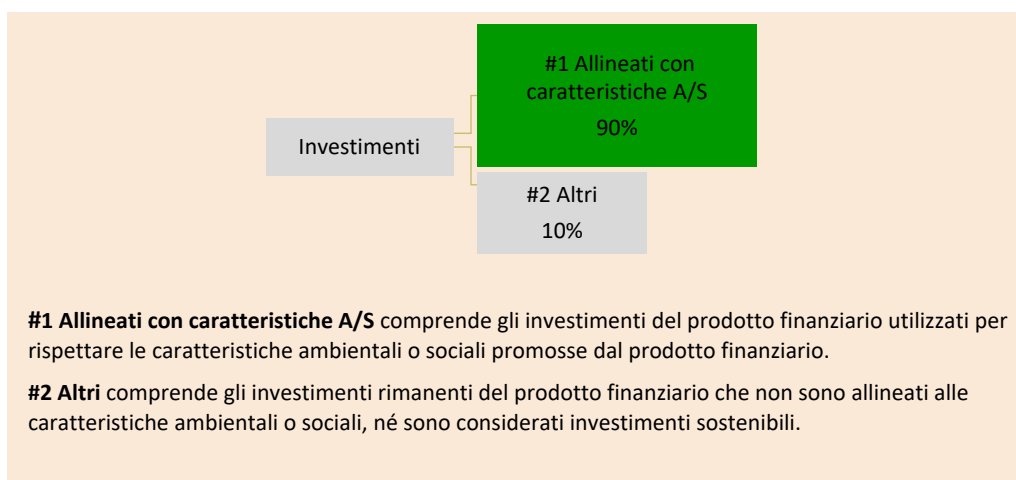 #1 Allineati con
caratteristiche A/S
90%
Investimenti
#2 Altri
10%
#1 Allineati con caratteristiche A/S comprende gli investimenti del prodotto finanziario utilizzati per
rispettare le caratteristiche ambientali o sociali promosse dal prodotto finanziario.
#2 Altri comprende gli investimenti rimanenti del prodotto finanziario che non sono allineati alle
caratteristiche ambientali o sociali, né sono considerati investimenti sostenibili.